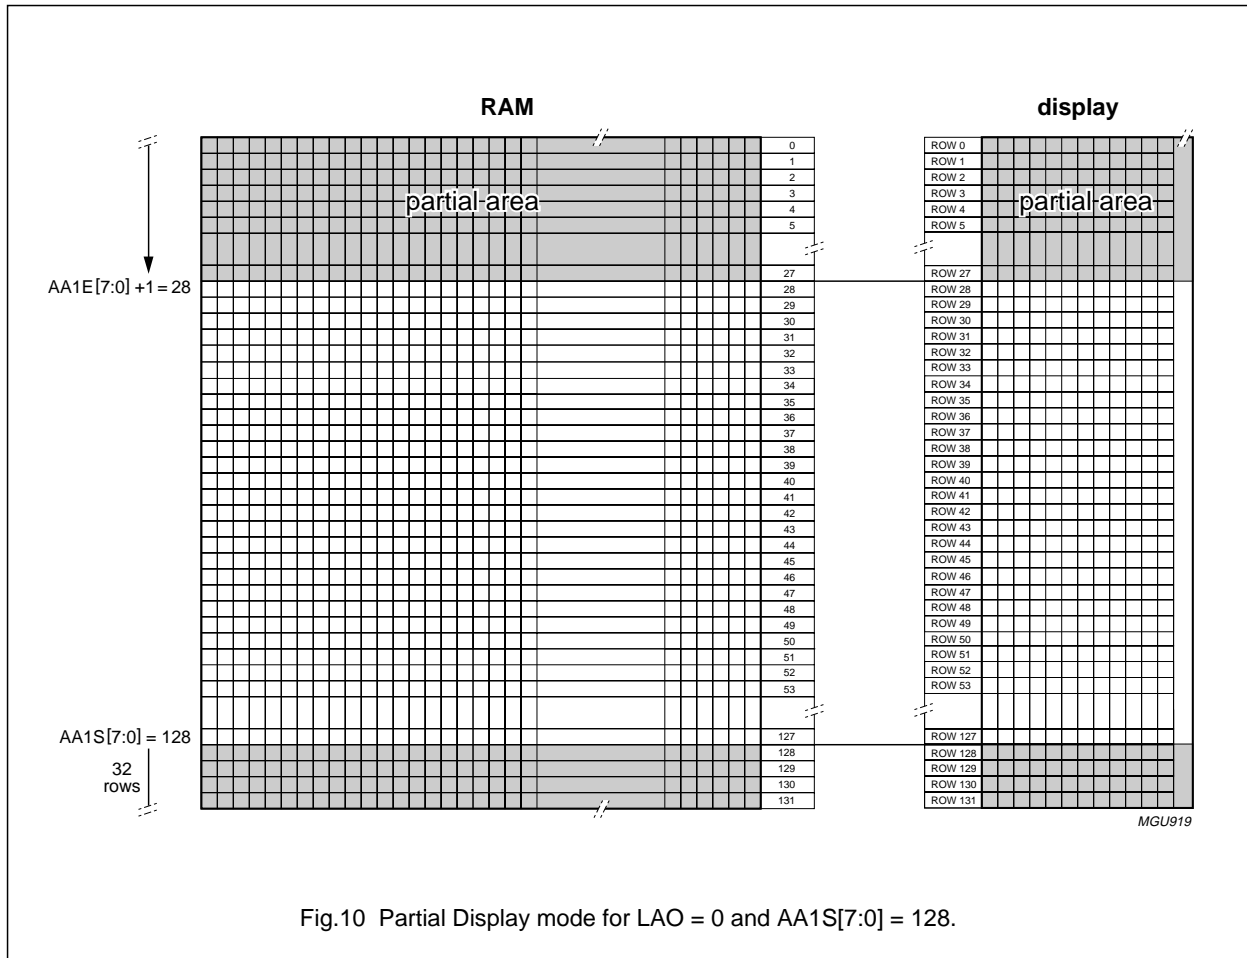 RAM
display
0 ROW 0
1 ROW 1
2 ROW 2
3 ROW 3
partial area partial area
4 ROW 4
5 ROW 5
27 ROW 27
AA1E[7:0] +1 = 28
28 ROW 28
29 ROW 29
30 ROW 30
31 ROW 31
32 ROW 32
33 ROW 33
34 ROW 34
35 ROW 35
36 ROW 36
37 ROW 37
38 ROW 38
39 ROW 39
40 ROW 40
41 ROW 41
42 ROW 42
43 ROW 43
44 ROW 44
45 ROW 45
46 ROW 46
47 ROW 47
48 ROW 48
49 ROW 49
50 ROW 50
51 ROW 51
52 ROW 52
53 ROW 53
AA1S[7:0] = 128
127 ROW 127
128 ROW 128
32
rows
129 ROW 129
130 ROW 130
131 ROW 131
MGU919
Fig.10 Partial Display mode for LAO = 0 and AA1S[7:0] = 128.